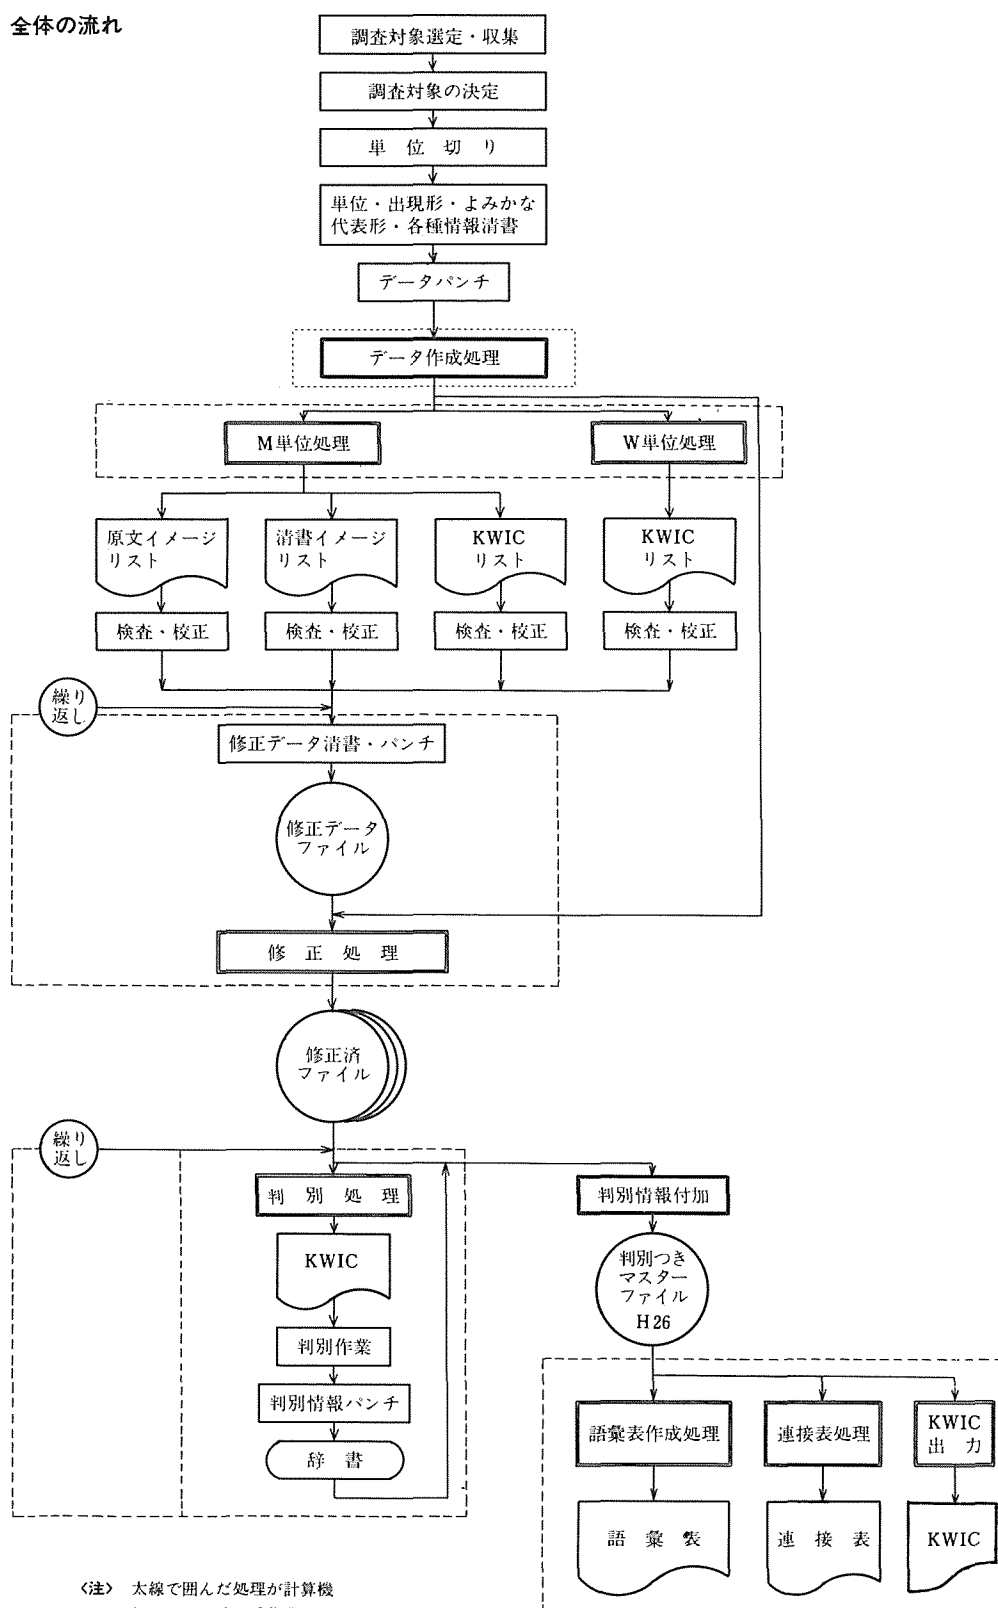 全体の流れ
調査対象選定・収集
調査対象の決定
単位切り
単位・出現形・よみかな
代表形・各種情報清書
データパンチ
データ作成処理
M単位処理
W単位処理
原文イメージ
リスト
清書イメージ
リスト
KWIC
リスト
KWIC
リスト
検査・校正
検査・校正
検査・校正
検査・校正
繰り
返し
修正データ清書・パンチ
修正データ
ファイル
修正処理
修正済
ファイル
繰り
返し
判別処理
判別情報付加
KWIC
判別つき
マスター
ファイル
H26
判別作業
判別情報パンチ
辞書
語彙表作成処理
連接表処理
KWIC
出力
語彙表
連接表
KWIC
〈注〉 太線で囲んだ処理が計算機